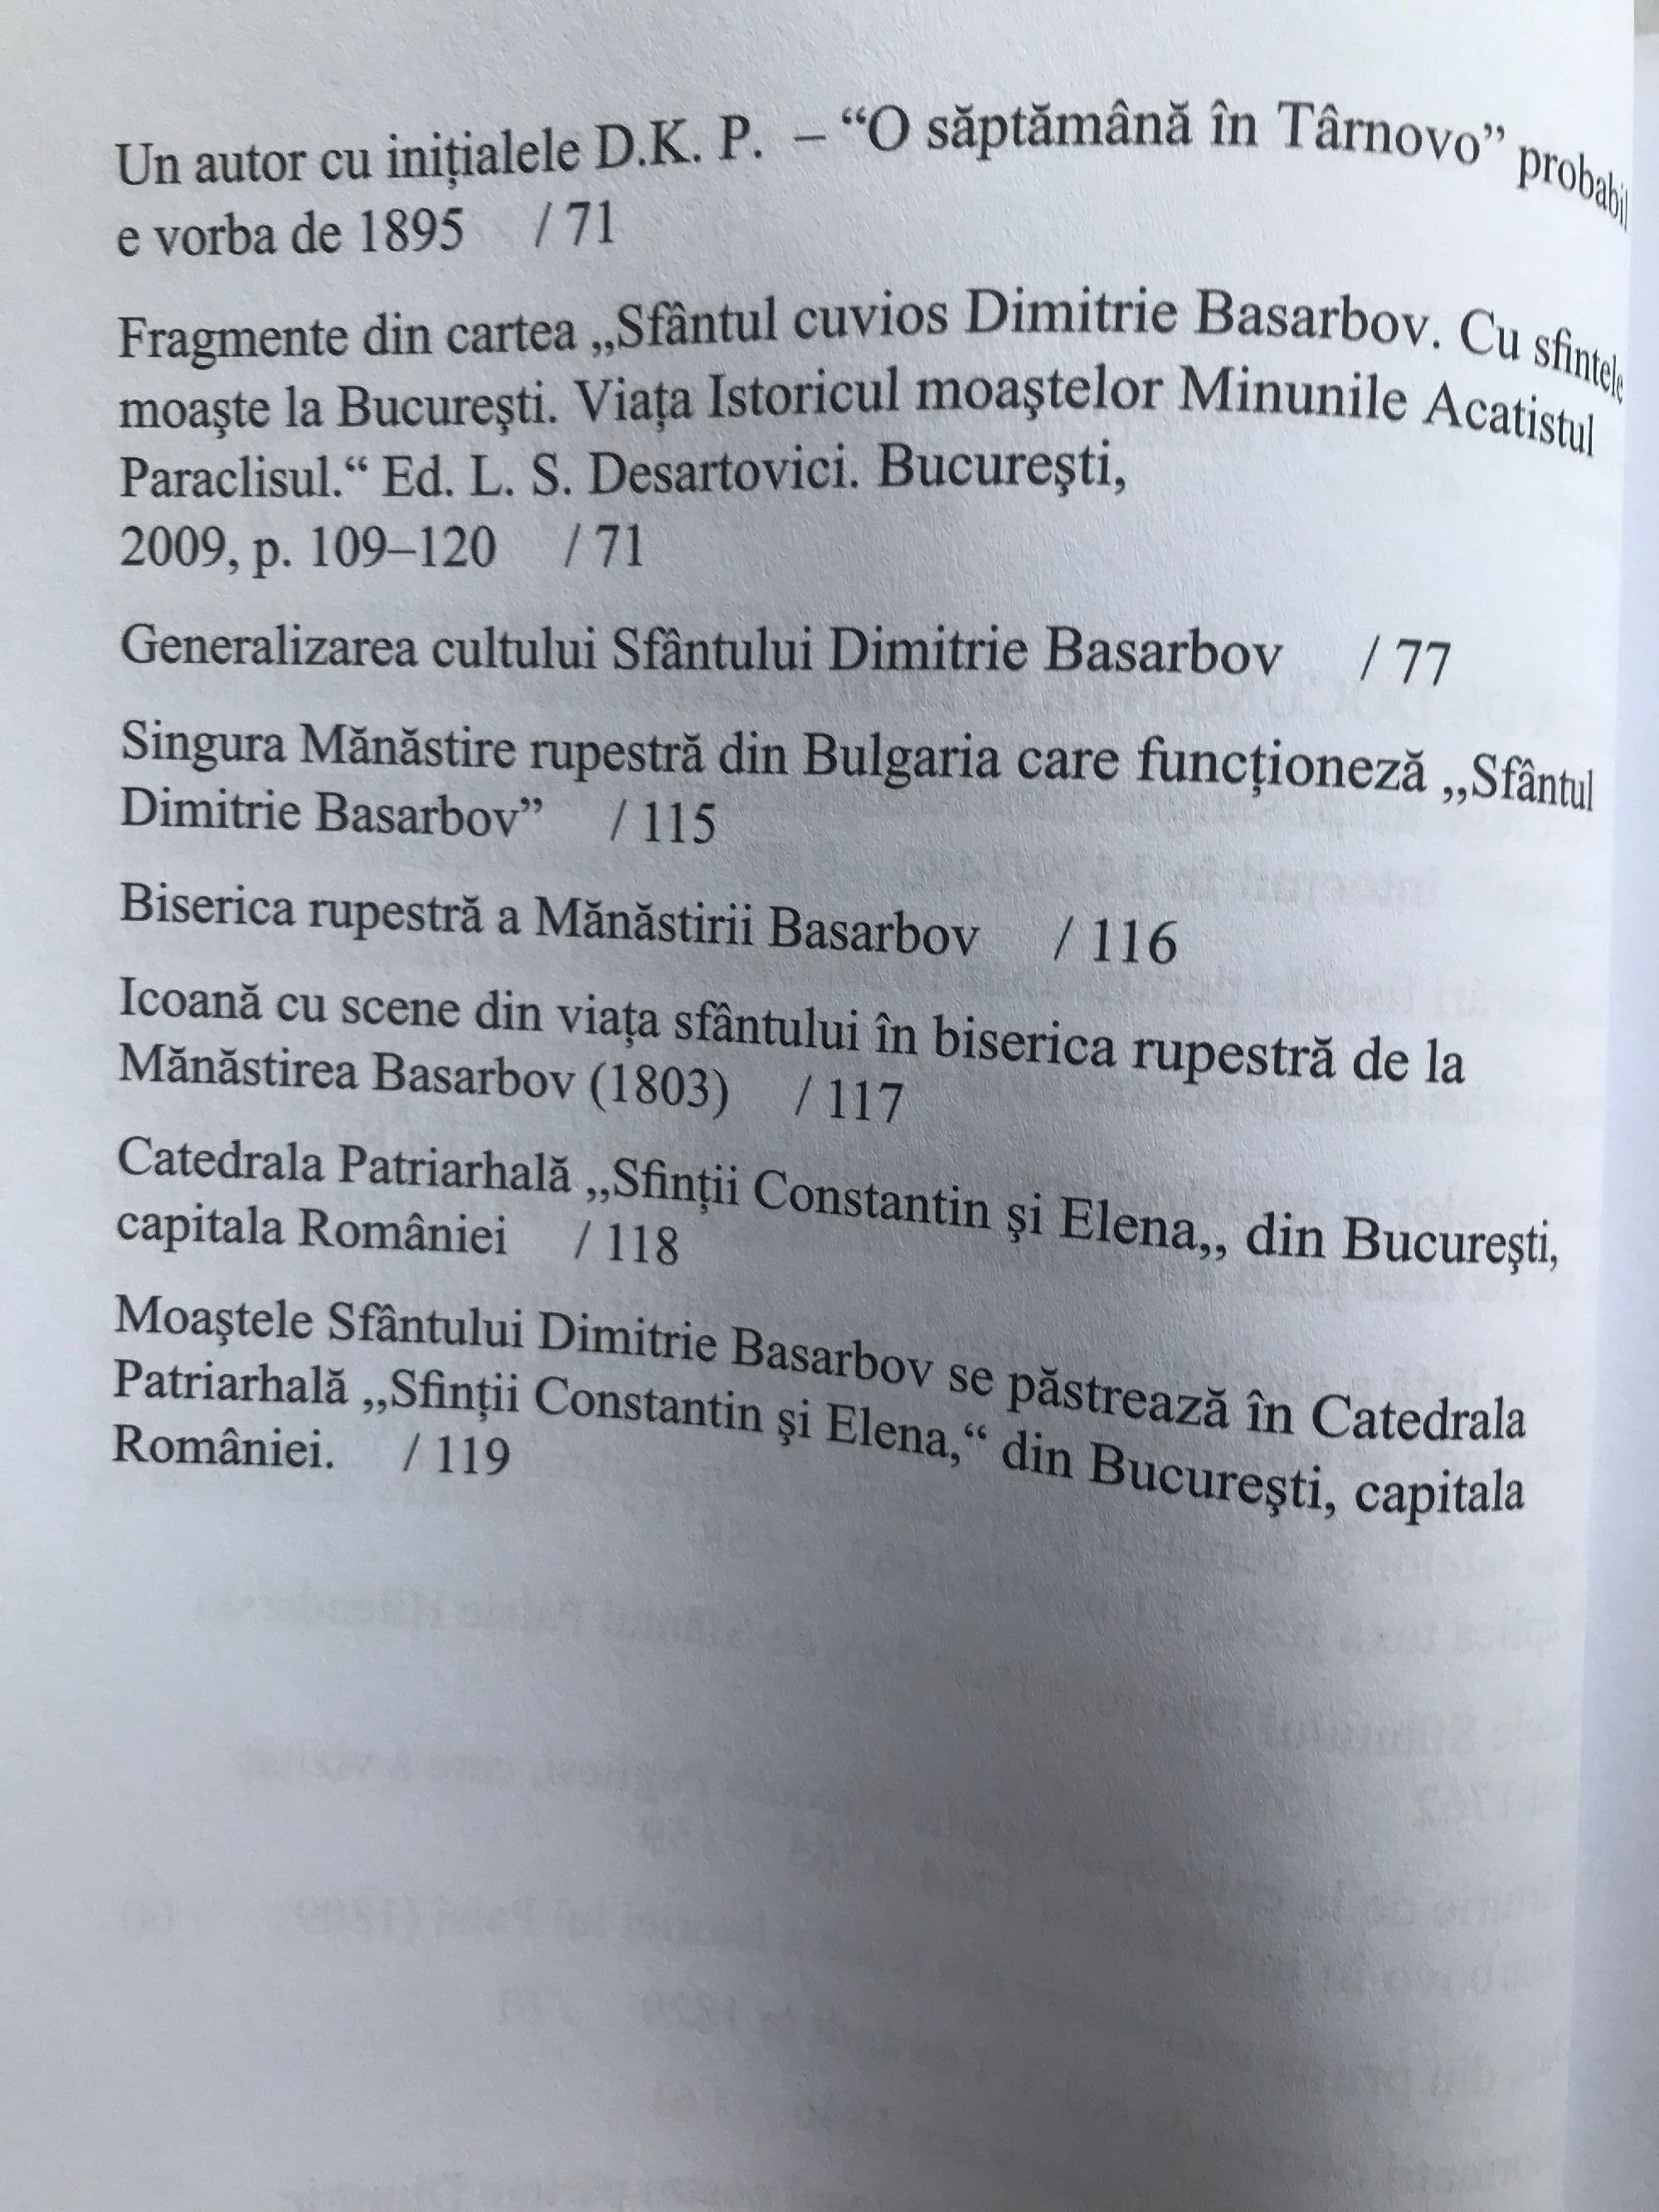 Un autor cu inițialele D.K. P. – “O săptămână în Târnovo” probabil
e vorba de 1895 / 71
Fragmente din cartea „Sfântul cuvios Dimitrie Basarbov. Cu sfintele
moaşte la Bucureşti. Viața Istoricul moaştelor Minunile Acatistul
Paraclisul.“ Ed. L. S. Desartovici. Bucureşti,
2009, p. 109–120 / 71
Generalizarea cultului Sfântului Dimitrie Basarbov / 77
Singura Mănăstire rupestră din Bulgaria care funcționeză „Sfântul
Dimitrie Basarbov” / 115
Biserica rupestră a Mănăstirii Basarbov / 116
Icoană cu scene din viața sfântului în biserica rupestră de la
Mănăstirea Basarbov (1803) / 117
Catedrala Patriarhală „Sfinții Constantin şi Elena,, din Bucureşti,
capitala României / 118
Moaştele Sfântului Dimitrie Basarbov se păstrează în Catedrala
Patriarhală „Sfinții Constantin şi Elena,“ din Bucureşti, capitala
României. / 119